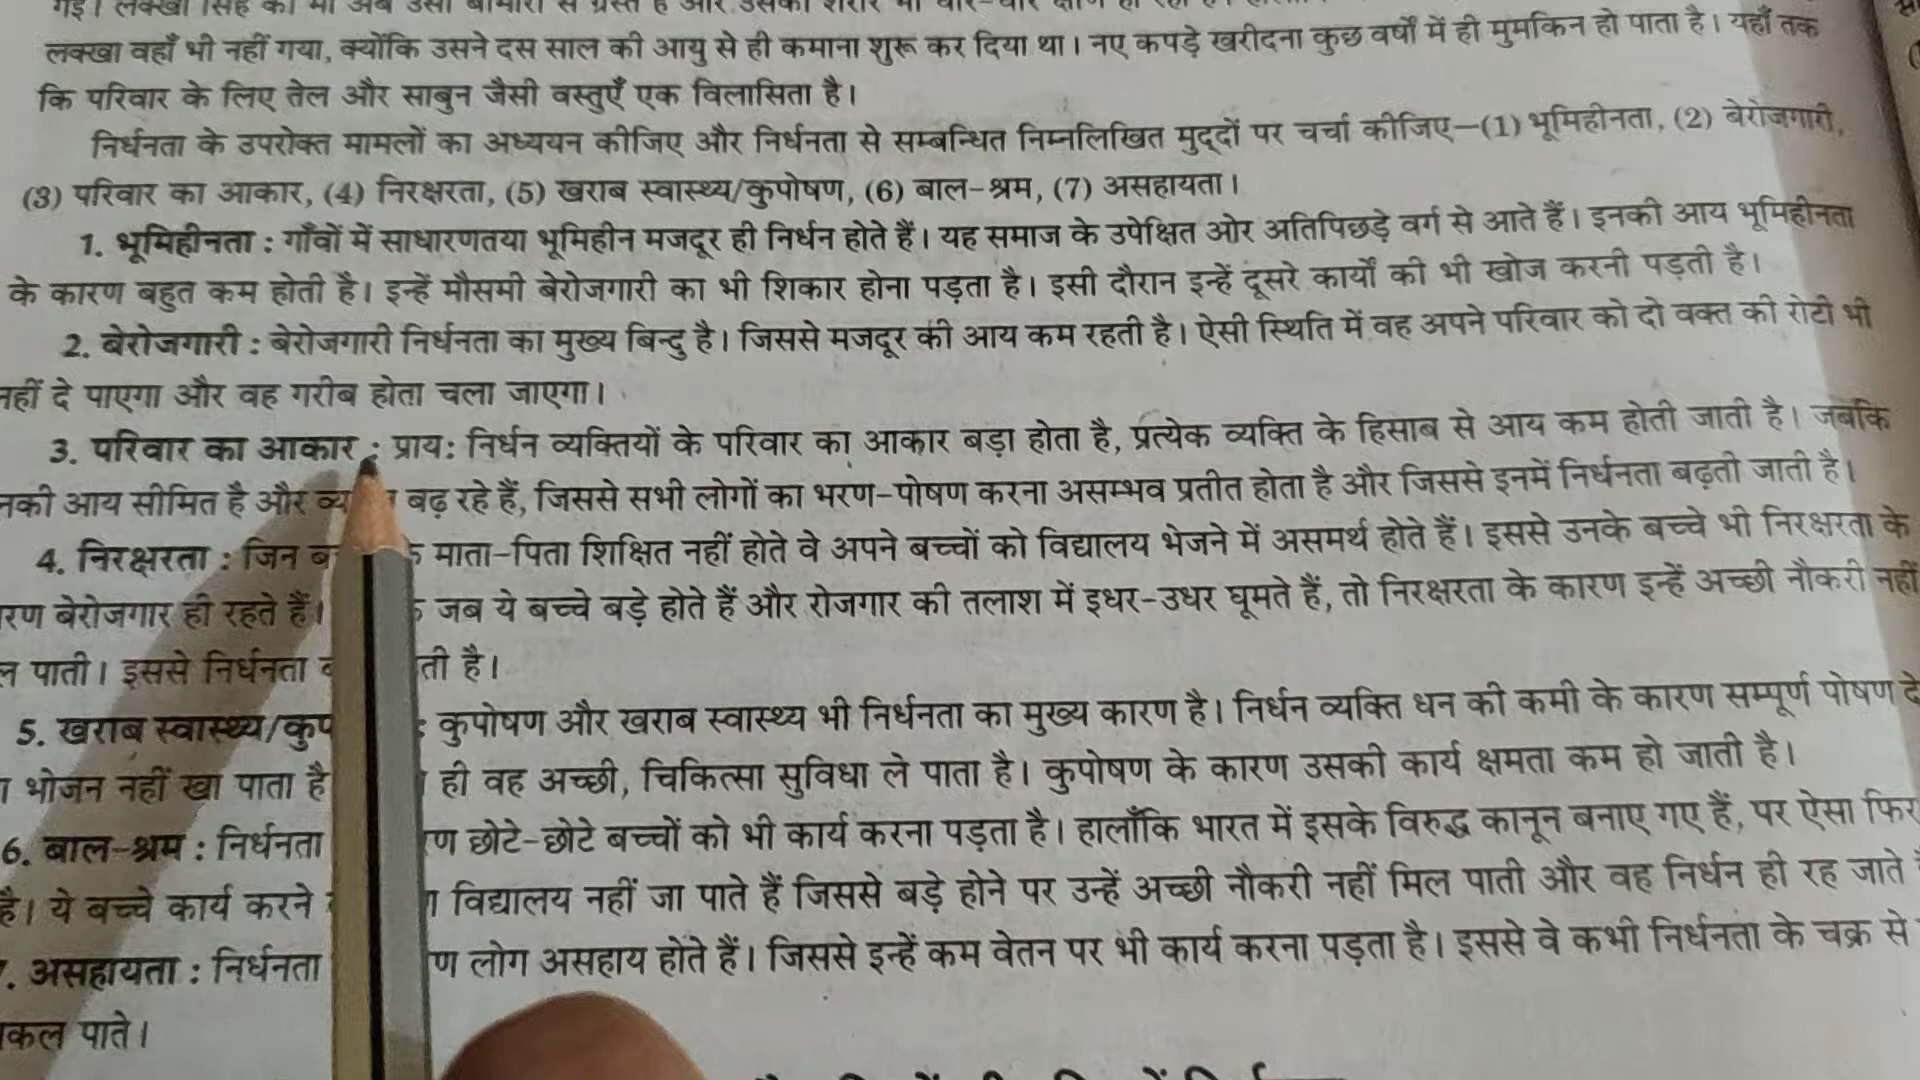 लक्खा वहाँ भी नहीं गया, क्योंकि उसने दस साल की आयु से ही कमाना शुरू कर दिया था। नए कपड़े खरीदना कुछ वर्षों में ही मुमकिन हो पाता है। यहाँ तक
कि परिवार के लिए तेल और साबुन जैसी वस्तुएँ एक विलासिता है।
निर्धनता के उपरोक्त मामलों का अध्ययन कीजिए और निर्धनता से सम्बन्धित निम्नलिखित मुद्दों पर चर्चा कीजिए—(1) भूमिहीनता, (2) बेरोजगारी,
(3) परिवार का आकार, (4) निरक्षरता, (5) खराब स्वास्थ्य/कुपोषण, (6) बाल-श्रम, (7) असहायता।
1. भूमिहीनता : गाँवों में साधारणतया भूमिहीन मजदूर ही निर्धन होते हैं। यह समाज के उपेक्षित ओर अतिपिछड़े वर्ग से आते हैं। इनकी आय भूमिहीनता
के कारण बहुत कम होती है। इन्हें मौसमी बेरोजगारी का भी शिकार होना पड़ता है। इसी दौरान इन्हें दूसरे कार्यों की भी खोज करनी पड़ती है।
2. बेरोजगारी : बेरोजगारी निर्धनता का मुख्य बिन्दु है। जिससे मजदूर की आय कम रहती है। ऐसी स्थिति में वह अपने परिवार को दो वक्त की रोटी भी
नहीं दे पाएगा और वह गरीब होता चला जाएगा।
3. परिवार का आकार : प्राय: निर्धन व्यक्तियों के परिवार का आकार बड़ा होता है, प्रत्येक व्यक्ति के हिसाब से आय कम होती जाती है। जबकि
आय सीमित है और बढ़ रहे हैं, जिससे सभी लोगों का भरण-पोषण करना असम्भव प्रतीत होता है और जिससे इनमें निर्धनता बढ़ती जाती है।
4. निरक्षरता : जिन माता-पिता शिक्षित नहीं होते वे अपने बच्चों को विद्यालय भेजने में असमर्थ होते हैं। इससे उनके बच्चे भी निरक्षरता के
बेरोजगार ही रहते हैं। जब ये बच्चे बड़े होते हैं और रोजगार की तलाश में इधर-उधर घूमते हैं, तो निरक्षरता के कारण इन्हें अच्छी नौकरी नहीं
पाती। इससे निर्धनता है।
5. खराब स्वास्थ्य/ : कुपोषण और खराब स्वास्थ्य भी निर्धनता का मुख्य कारण है। निर्धन व्यक्ति धन की कमी के कारण सम्पूर्ण पोषण
भोजन नहीं खा पाता है ही वह अच्छी, चिकित्सा सुविधा ले पाता है। कुपोषण के कारण उसकी कार्य क्षमता कम हो जाती है।
6. बाल-श्रम : निर्धनता छोटे-छोटे बच्चों को भी कार्य करना पड़ता है। हालाँकि भारत में इसके विरुद्ध कानून बनाए गए हैं, पर ऐसा फिर
है। ये बच्चे कार्य करने विद्यालय नहीं जा पाते हैं जिससे बड़े होने पर उन्हें अच्छी नौकरी नहीं मिल पाती और वह निर्धन ही रह जाते
. असहायता : निर्धनता लोग असहाय होते हैं। जिससे इन्हें कम वेतन पर भी कार्य करना पड़ता है। इससे वे कभी निर्धनता के चक्र से
पाते।